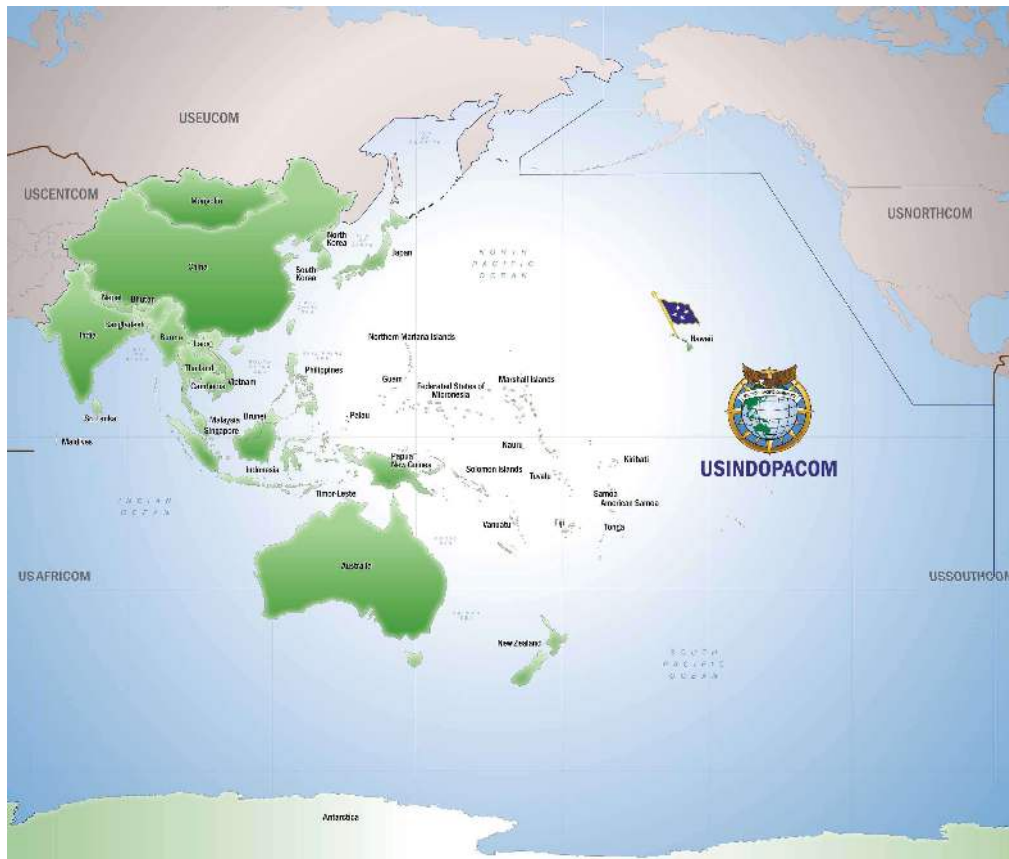 USEUCOM
USCENTCOM
USNORTHCOM
Mongolia
North
Korea
Japan
China
South
Korea
NORTH
PACIFIC
OCEAN
Nepal
Bhutan
Bangladesh
India
Burma
Laos
Thailand
Cambodia
Vietnam
Philippines
Northern Mariana Islands
Guam
Federated States of
Micronesia
Marshall Islands
Hawaii
Palau
Sri Lanka
Maldives
Malaysia
Brunei
Singapore
Indonesia
Papua
New Guinea
Nauru
Solomon Islands
Tuvalu
Kiribati
USINDOPACOM
Timor-Leste
Samoa
American Samoa
Vanuatu
Fiji
Tonga
INDIAN
OCEAN
USAFRICOM
Australia
USSOUTHCOM
New Zealand
SOUTH
PACIFIC
OCEAN
Antarctica